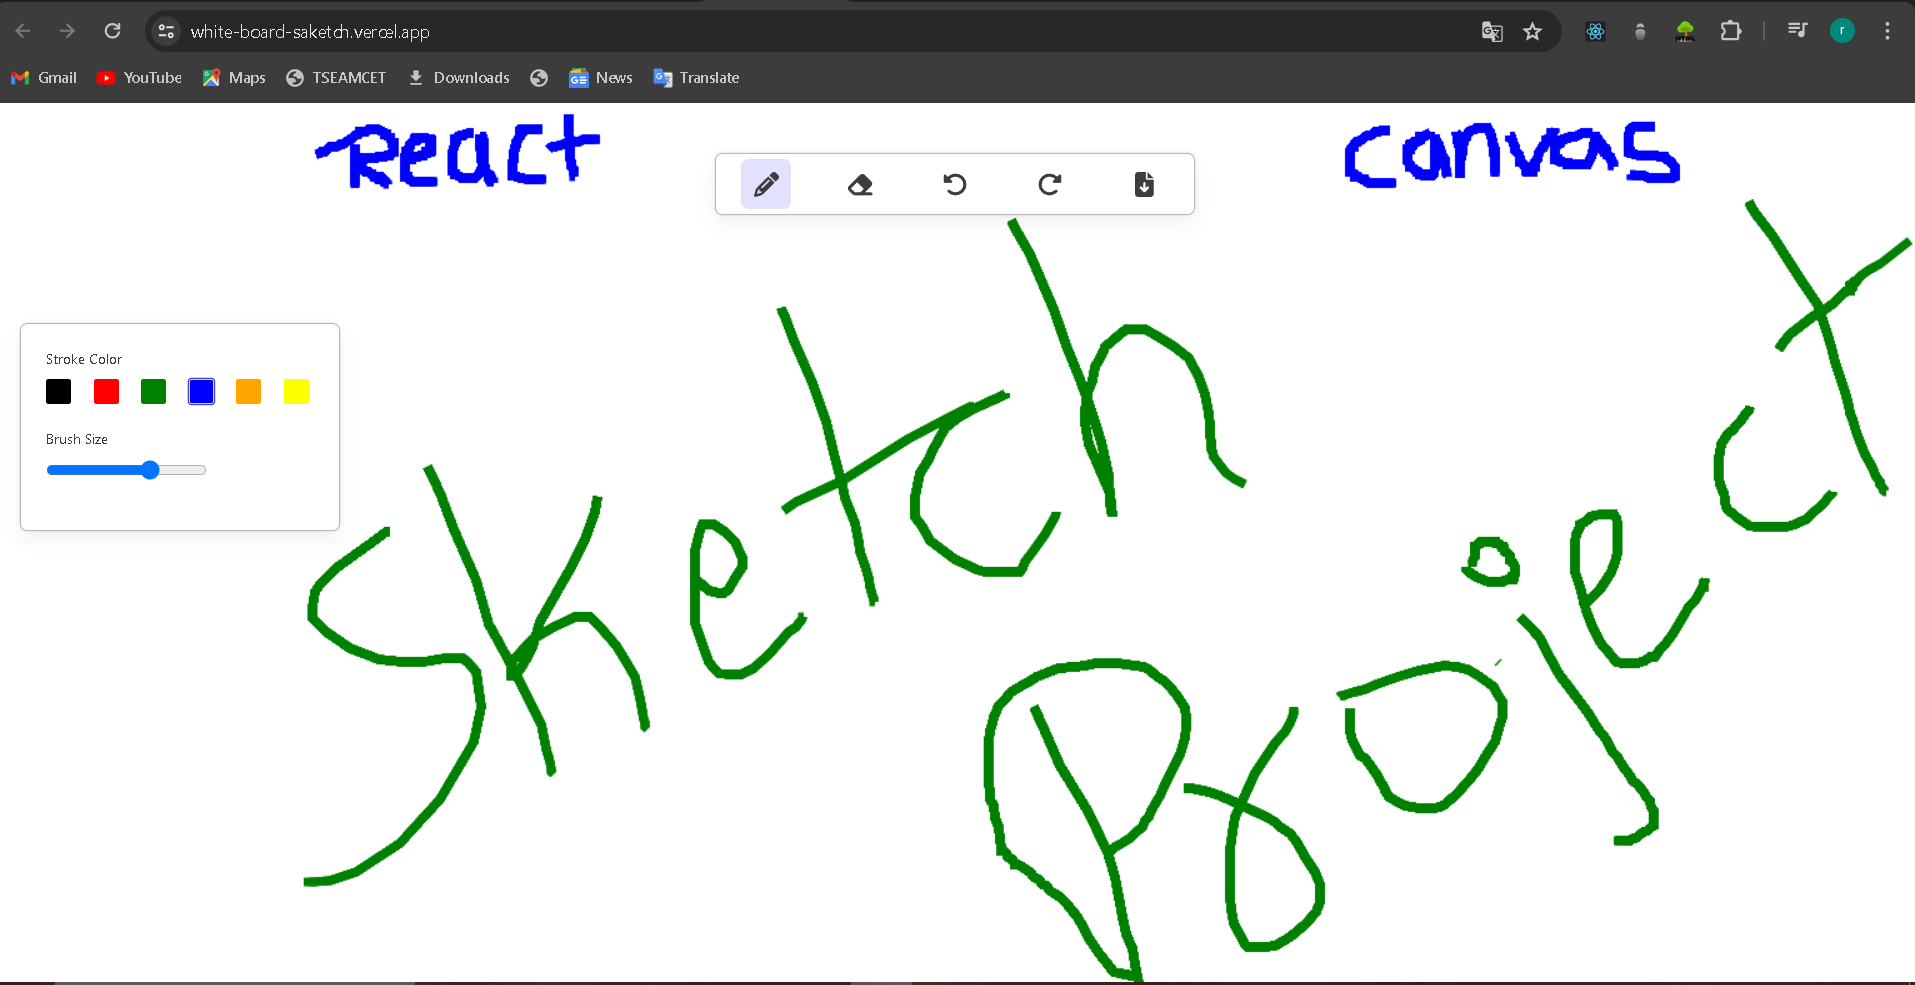 white-board-saketch.vercel.app
r
Gmail YouTube Maps TSEAMCET Downloads News Translate
React canvas
Stroke Color
Brush Size
Sketch
Project